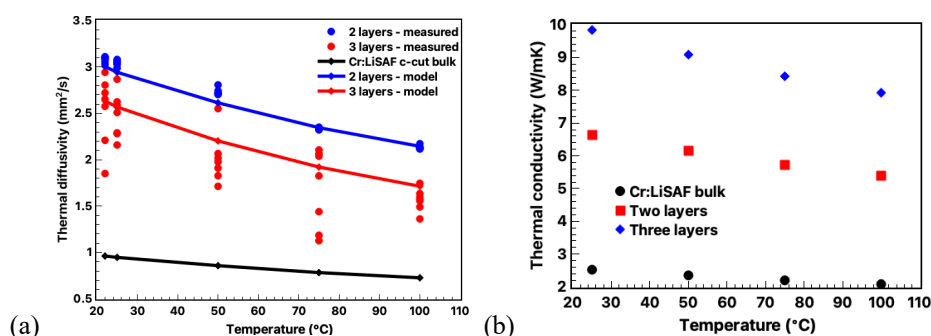 (a)
Thermal diffusivity (mm²/s)
3.5
3
2.5
2
1.5
1
0.5
2 layers - measured
3 layers - measured
Cr:LiSAF c-cut bulk
2 layers - model
3 layers - model
20 30 40 50 60 70 80 90 100 110
Temperature (°C)
(b)
Thermal conductivity (W/mK)
10
9
8
7
6
5
4
3
2
Cr:LiSAF bulk
Two layers
Three layers
20 30 40 50 60 70 80 90 100 110
Temperature (°C)